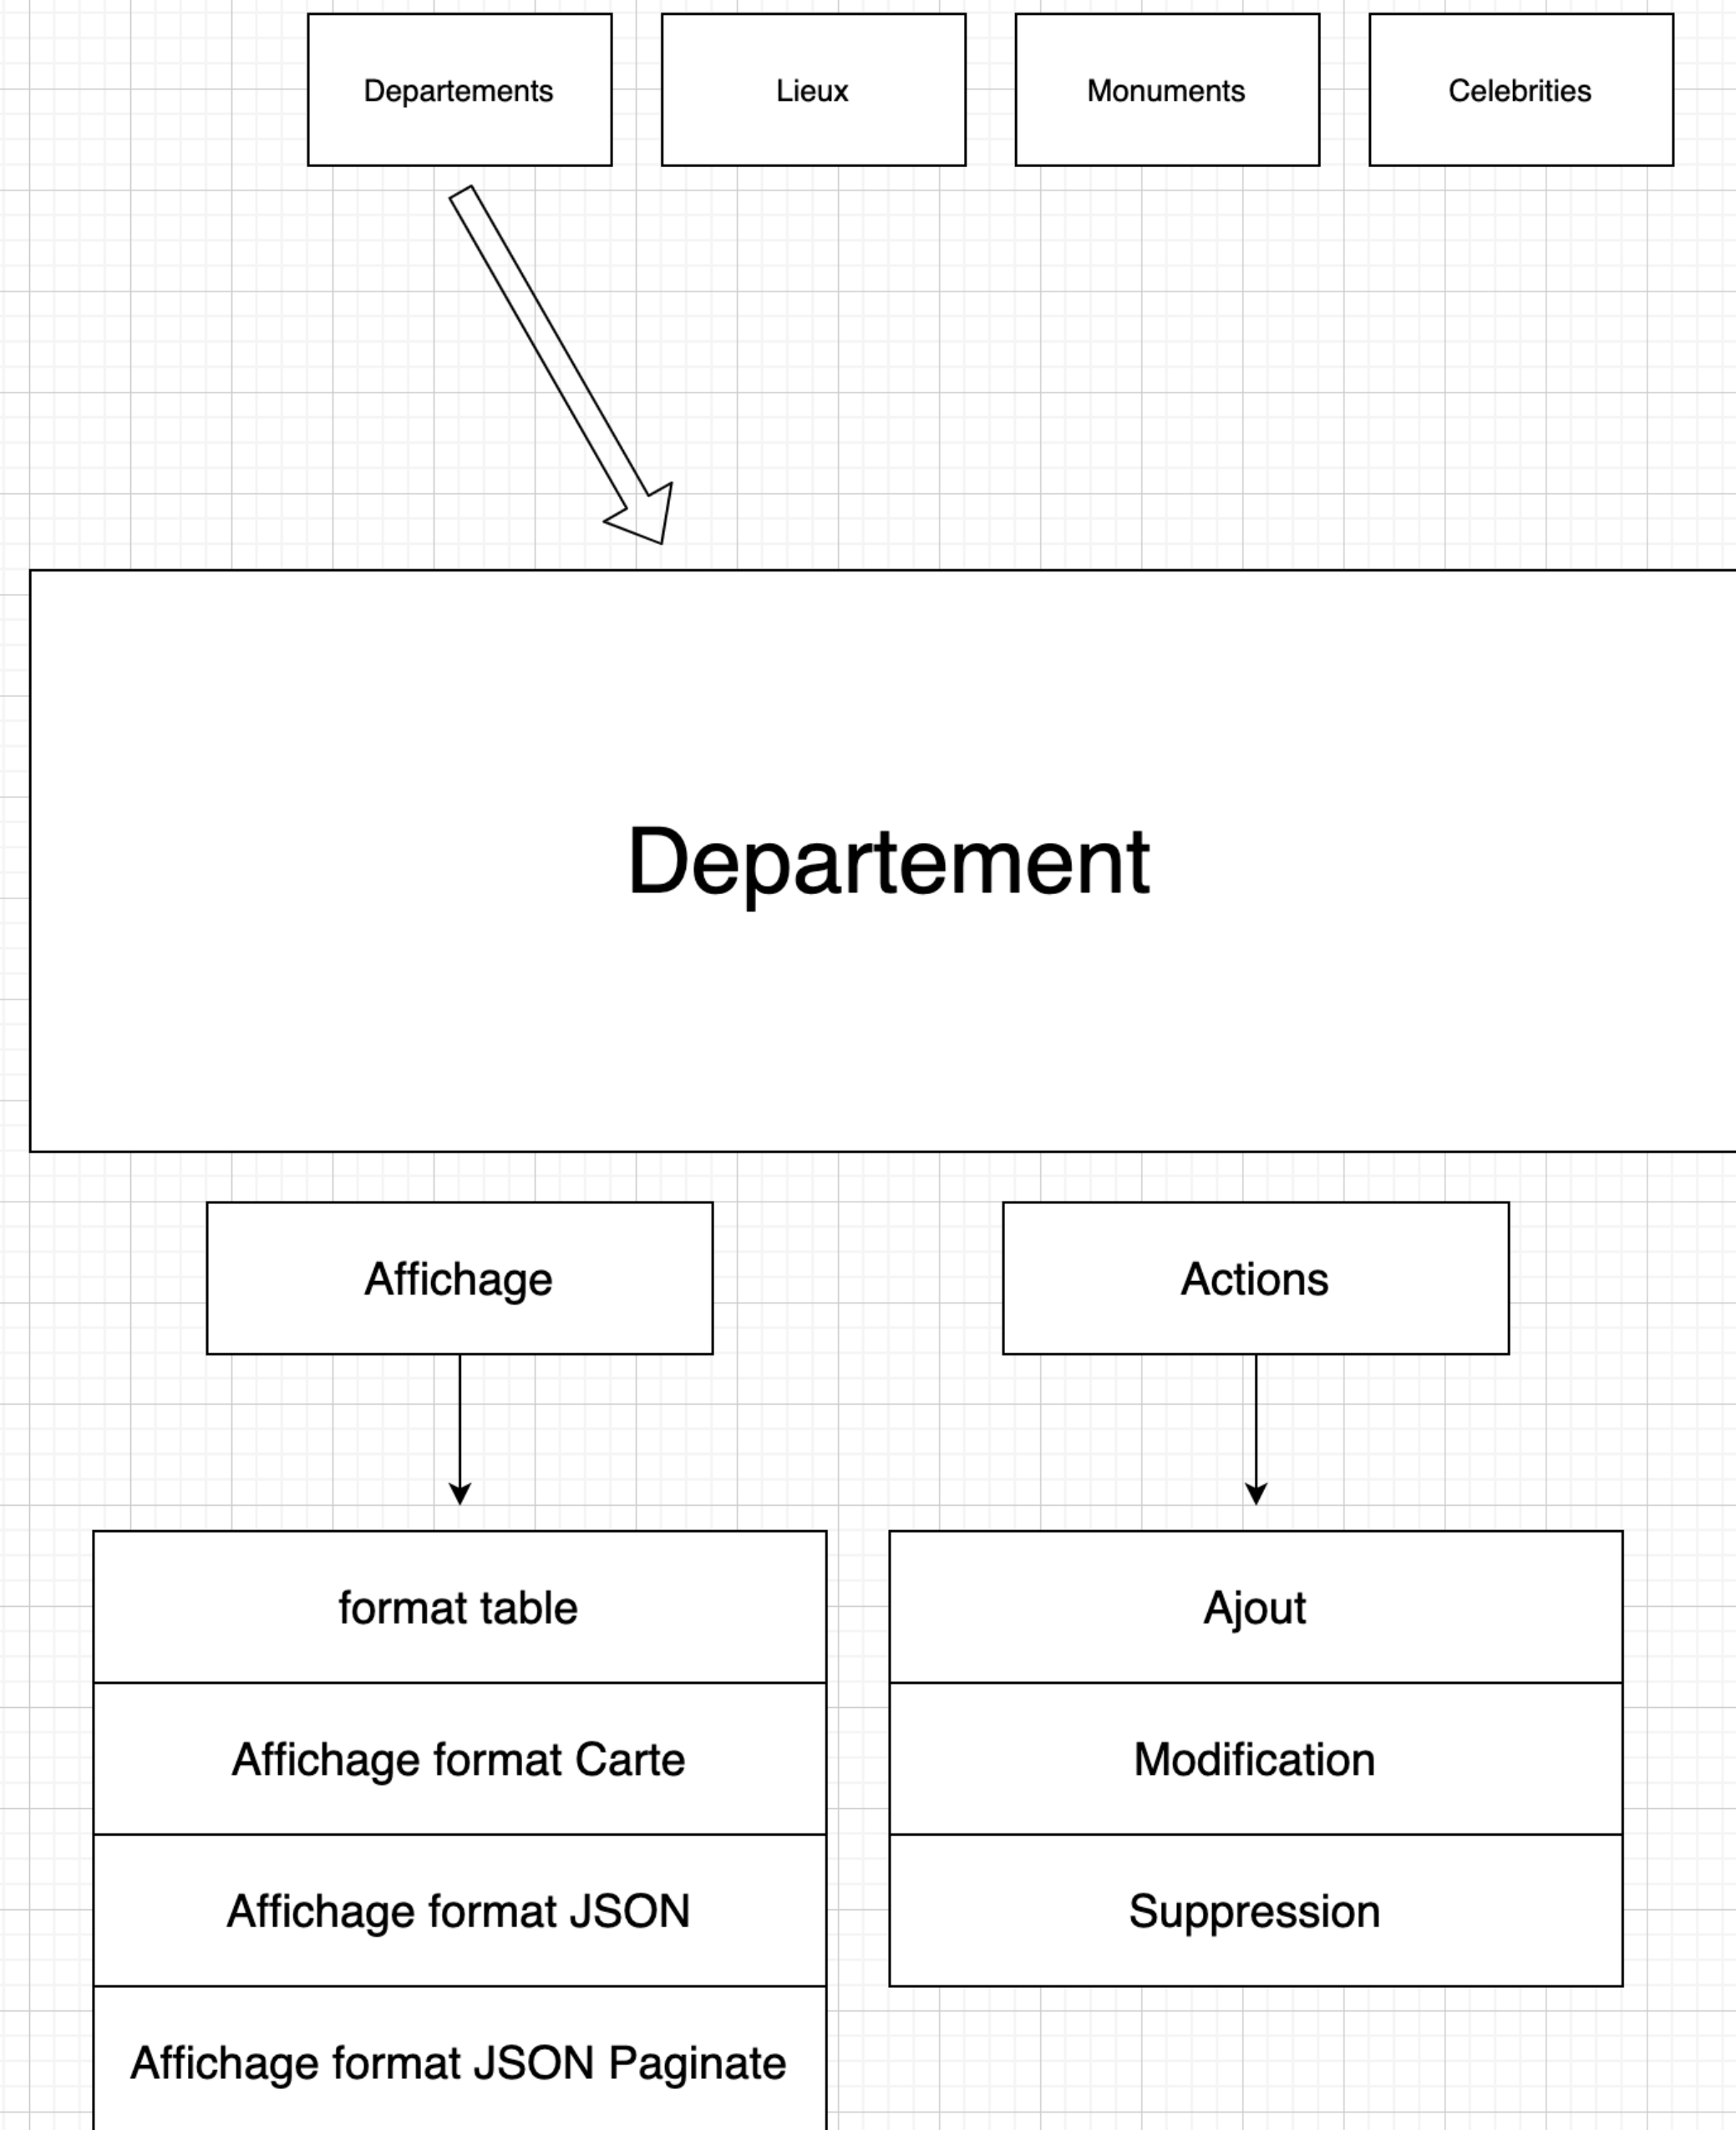 Departements
Lieux
Monuments
Celebrities
Departement
Affichage
Actions
format table
Ajout
Affichage format Carte
Modification
Affichage format JSON
Suppression
Affichage format JSON Paginate